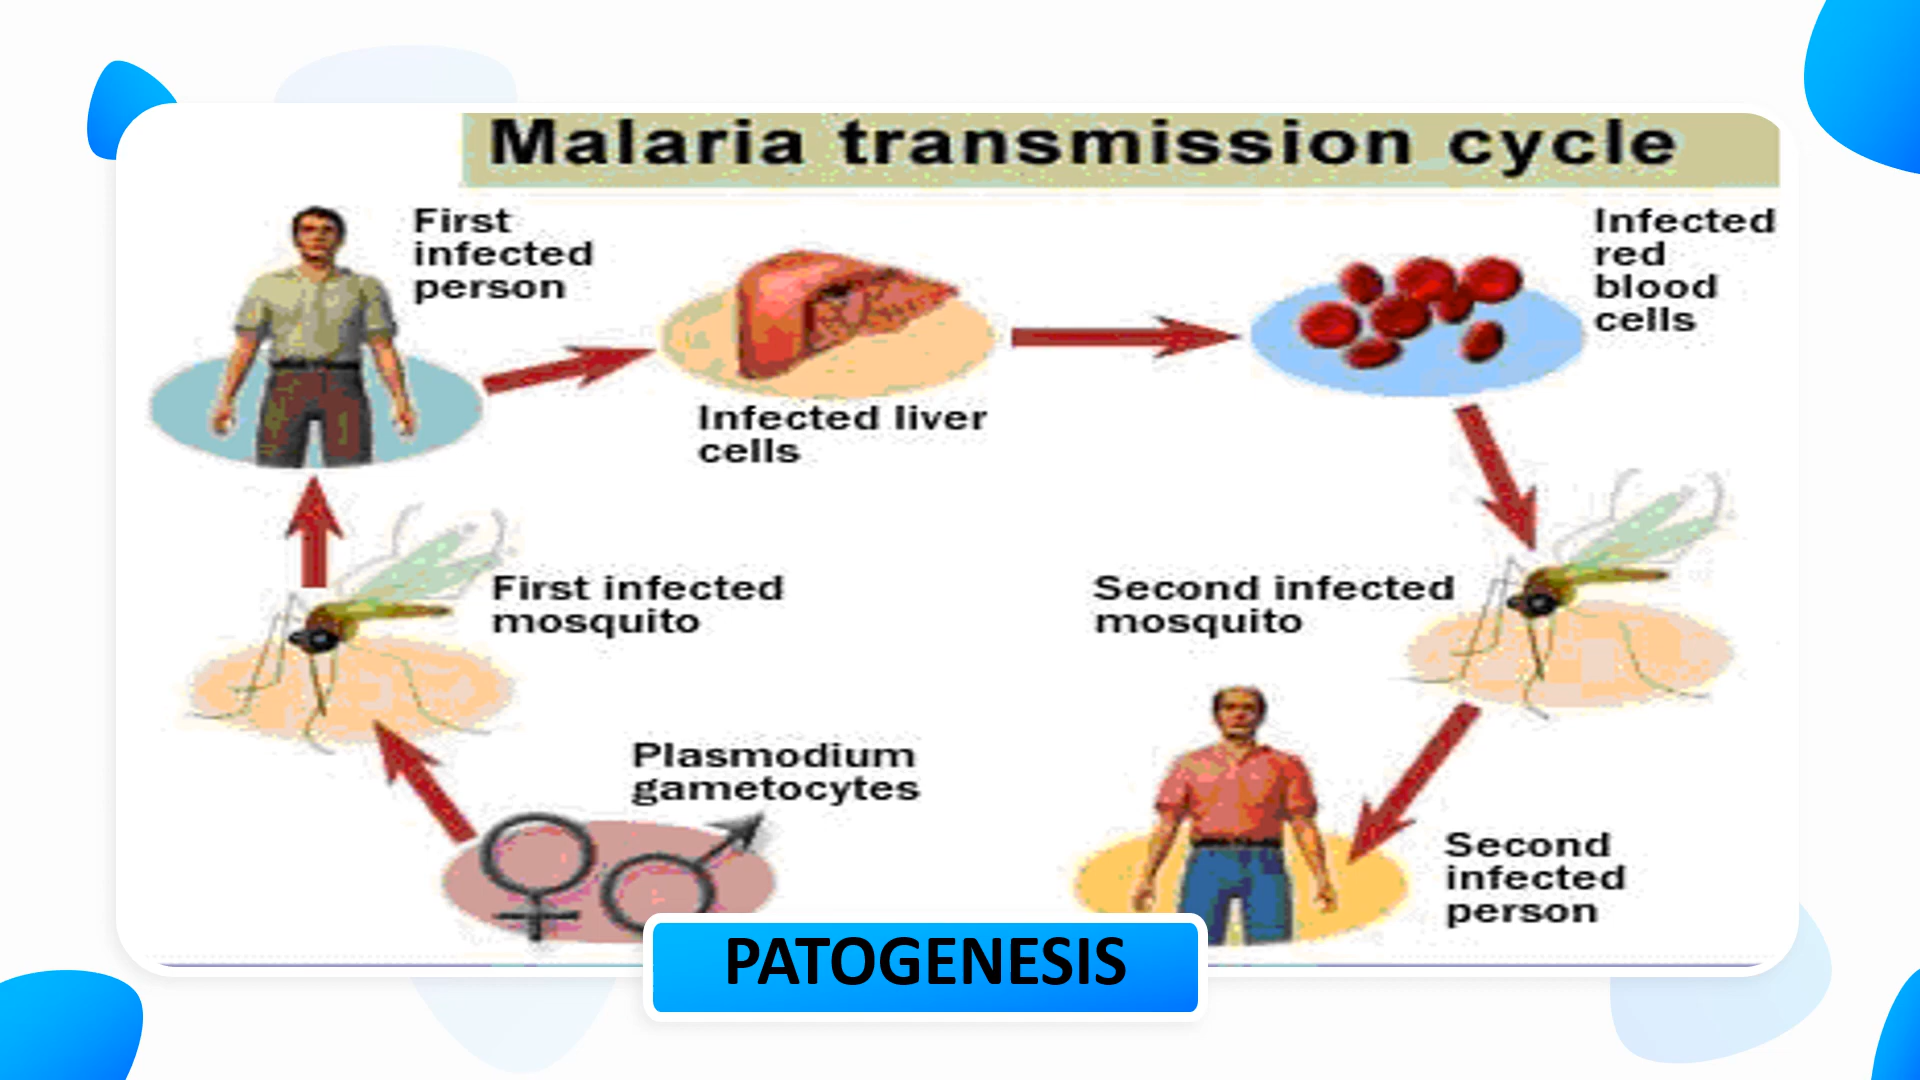 Malaria transmission cycle
First
infected
person
Infected liver
cells
Infected
red
blood
cells
First infected
mosquito
Second infected
mosquito
Plasmodium
gametocytes
Second
infected
person
PATOGENESIS